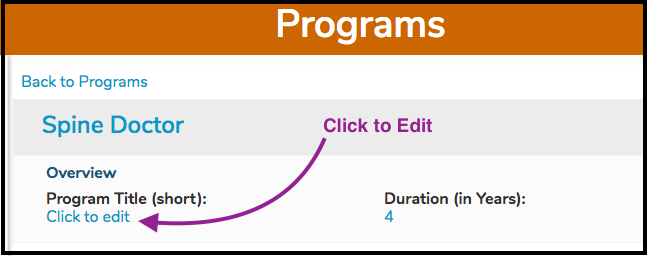 Programs
Back to Programs
Spine Doctor
Click to Edit
Overview
Program Title (short):
Click to edit
Duration (in Years):
4